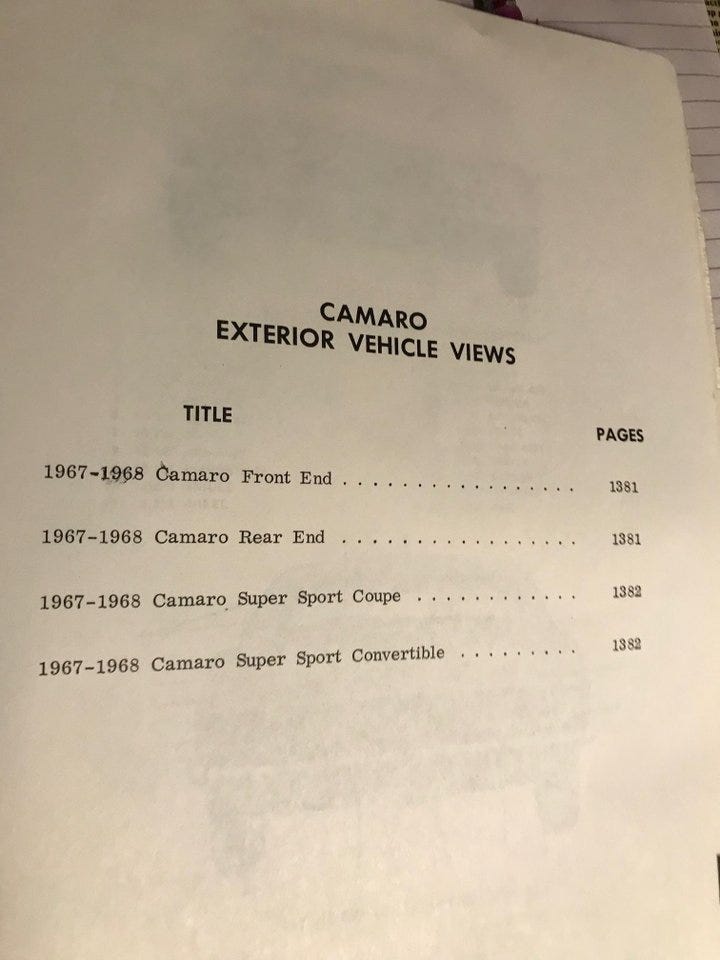 CAMARO
EXTERIOR VEHICLE VIEWS
TITLE
PAGES
1967-1968 Camaro Front End . . . . . . . . . . . . . . . . 1381
1967-1968 Camaro Rear End . . . . . . . . . . . . . . . . 1381
1967-1968 Camaro Super Sport Coupe . . . . . . . . . . . 1382
1967-1968 Camaro Super Sport Convertible . . . . . . . . . 1382